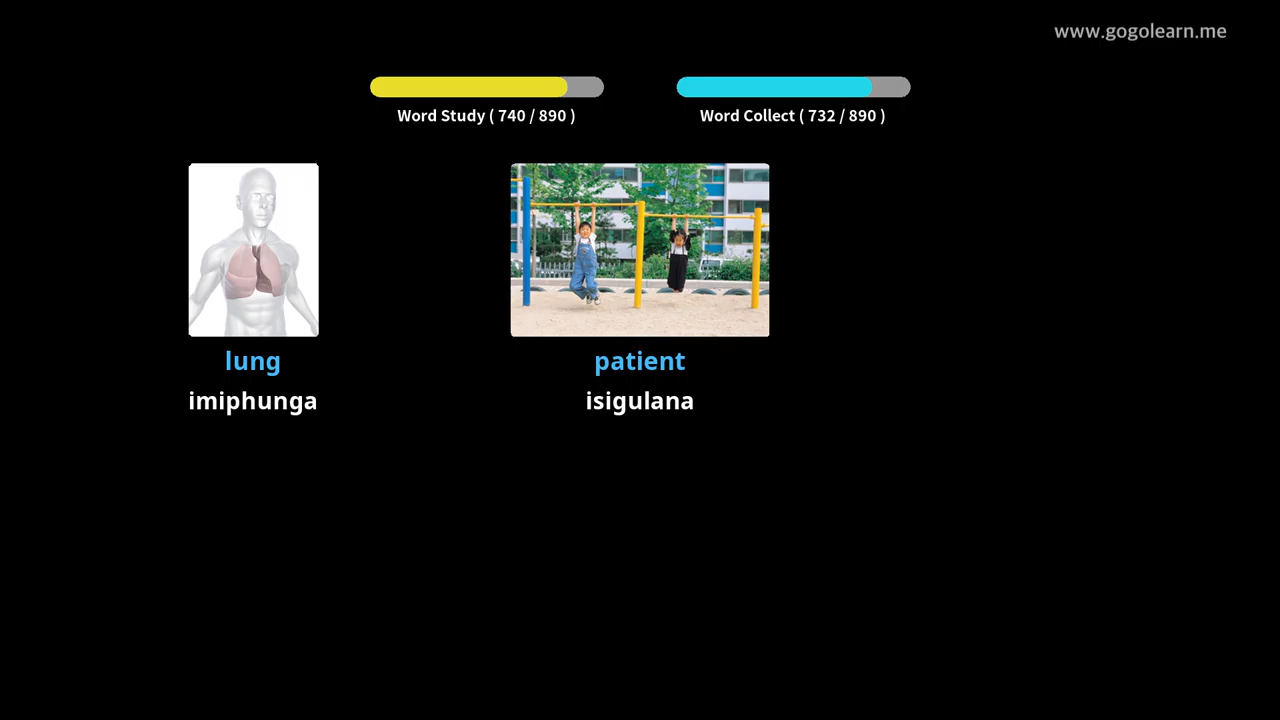 www.gogolearn.me
Word Study ( 740 / 890 )
Word Collect ( 732 / 890 )
lung
imiphunga
patient
isigulana